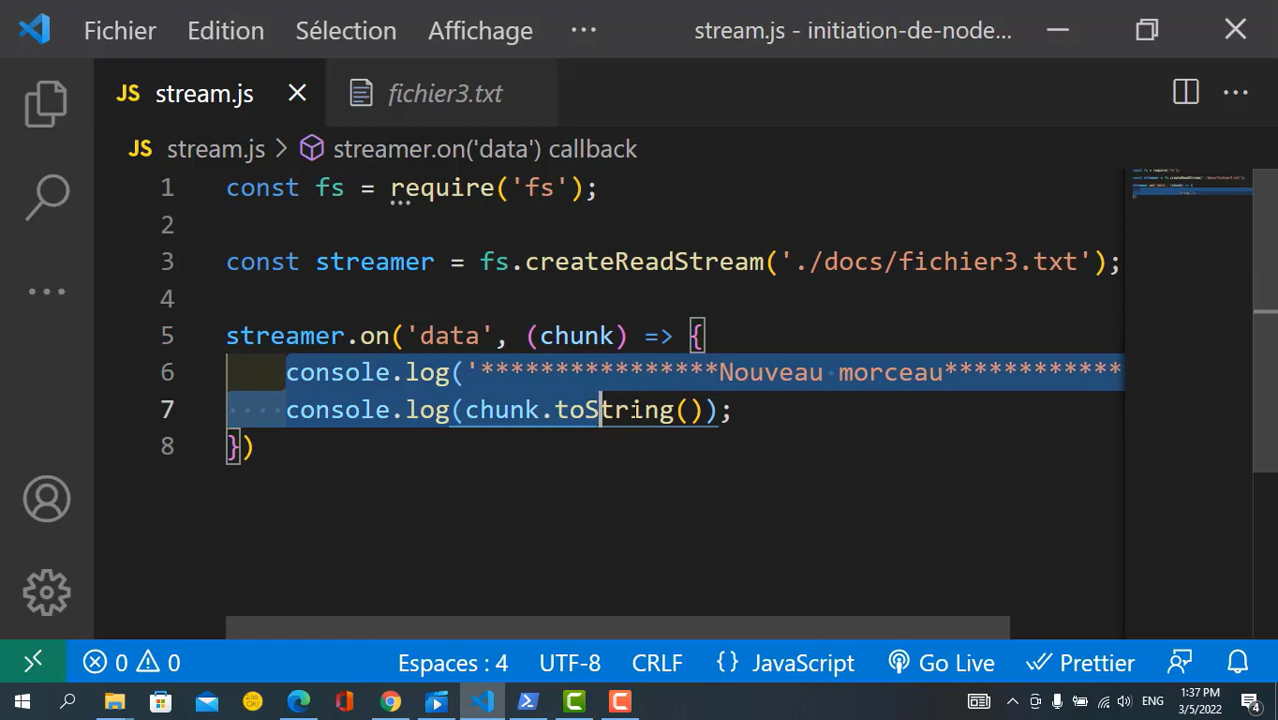 Fichier Edition Sélection Affichage ··· stream.js - initiation-de-node...
JS stream.js fichier3.txt ···
JS stream.js > streamer.on('data') callback
1 const fs = require('fs');
2
3 const streamer = fs.createReadStream('./docs/fichier3.txt');
4
5 streamer.on('data', (chunk) => {
6 console.log('****************Nouveau morceau************
7 console.log(chunk.toString());
8 })
0 0 Espaces : 4 UTF-8 CRLF {} JavaScript Go Live Prettier
ENG 1:37 PM
3/5/2022 4